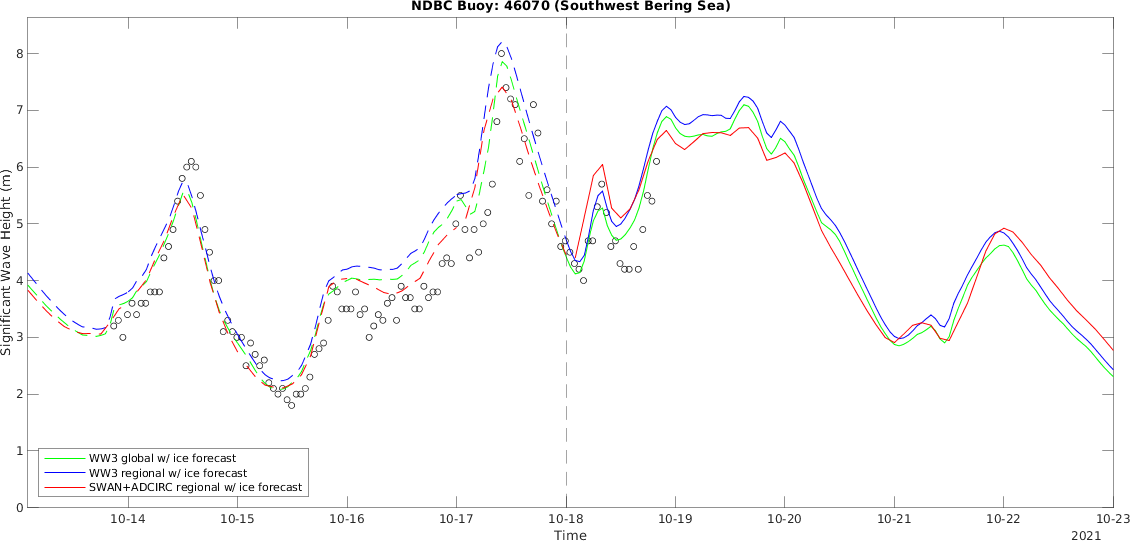 NDBC Buoy: 46070 (Southwest Bering Sea)
Significant Wave Height (m)
8
7
6
5
4
3
2
1
0
WW3 global w/ ice forecast
WW3 regional w/ ice forecast
SWAN+ADCIRC regional w/ ice forecast
10-14 10-15 10-16 10-17 10-18 10-19 10-20 10-21 10-22 10-23
Time
2021